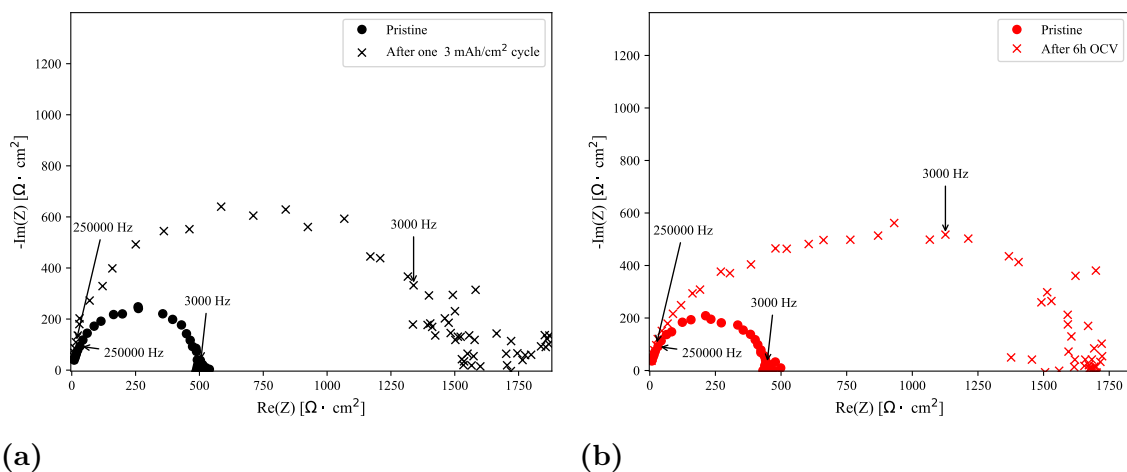 Pristine
After one 3 mAh/cm² cycle
1200
1000
800
600
400
200
0
-Im(Z) [Ω · cm²]
250000 Hz
3000 Hz
3000 Hz
250000 Hz
0 250 500 750 1000 1250 1500 1750
Re(Z) [Ω · cm²]
(a)
Pristine
After 6h OCV
1200
1000
800
600
400
200
0
-Im(Z) [Ω · cm²]
3000 Hz
250000 Hz
3000 Hz
250000 Hz
0 250 500 750 1000 1250 1500 1750
Re(Z) [Ω · cm²]
(b)